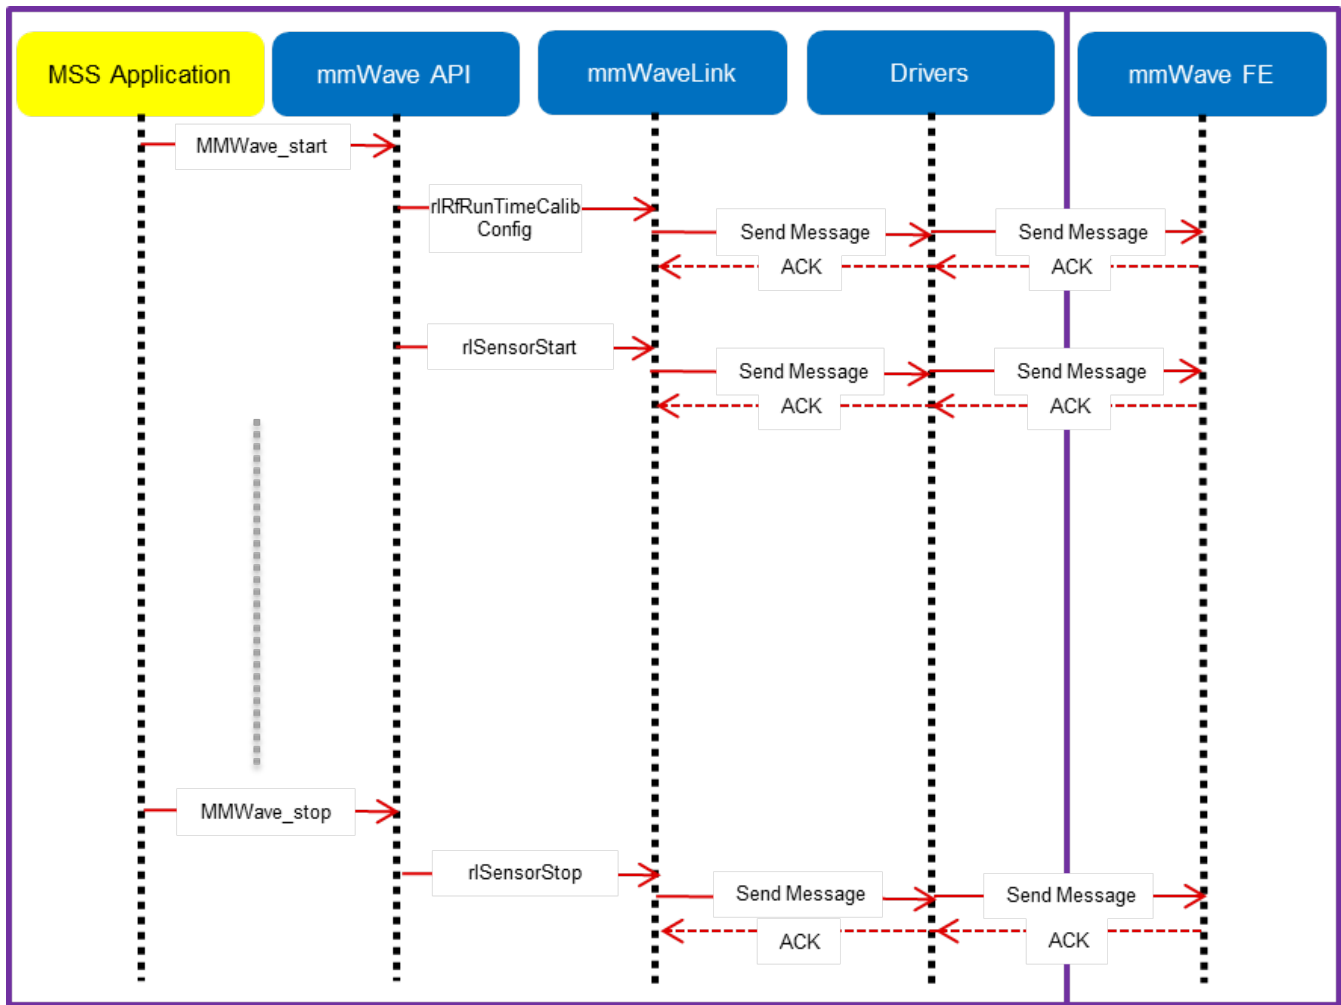 MSS Application
mmWave API
mmWaveLink
Drivers
mmWave FE
MMWave_start
rlRfRunTimeCalib
Config
Send Message
Send Message
ACK
ACK
rlSensorStart
Send Message
Send Message
ACK
ACK
MMWave_stop
rlSensorStop
Send Message
Send Message
ACK
ACK